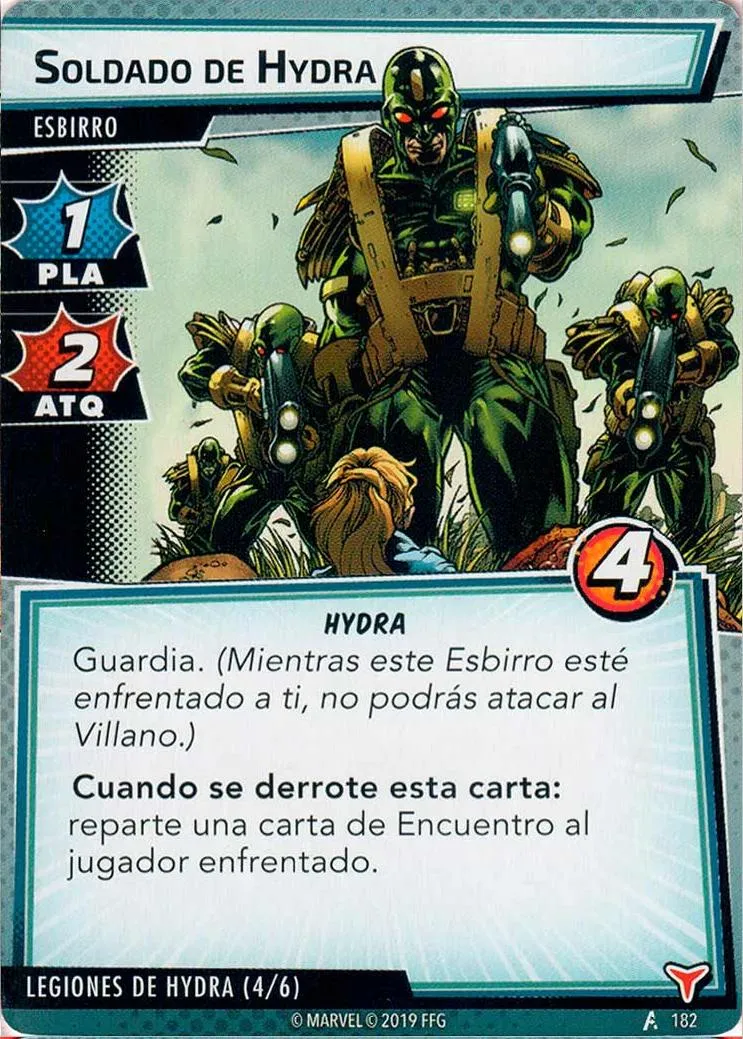 SOLDADO DE HYDRA
ESBIRRO
1
PLA
2
ATQ
4
HYDRA
Guardia. (Mientras este Esbirro esté
enfrentado a ti, no podrás atacar al
Villano.)
Cuando se derrote esta carta:
reparte una carta de Encuentro al
jugador enfrentado.
LEGIONES DE HYDRA (4/6)
© MARVEL © 2019 FFG
182